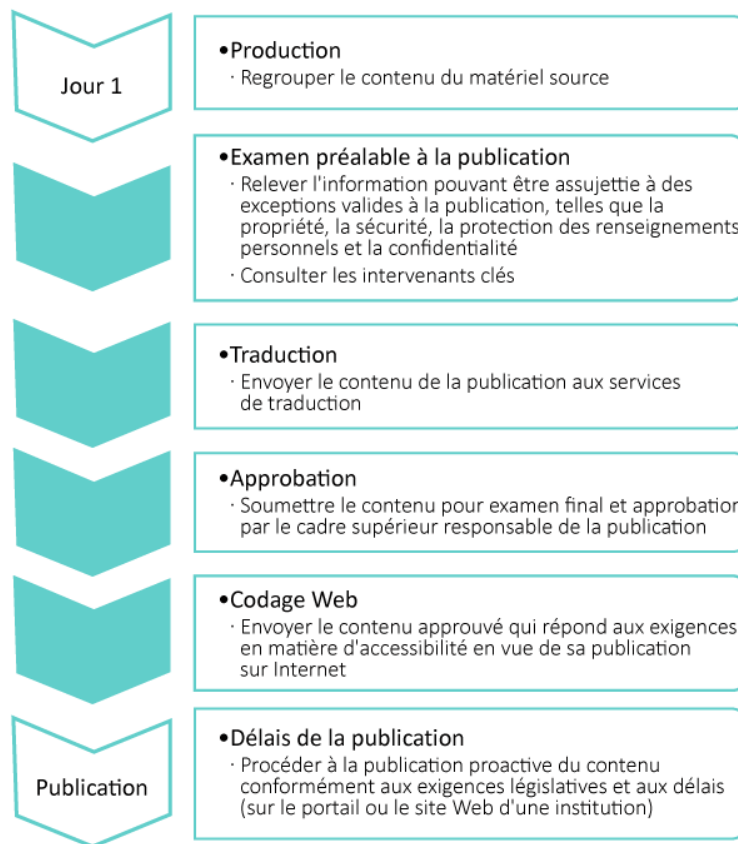 Jour 1
•Production
· Regrouper le contenu du matériel source
•Examen préalable à la publication
· Relever l'information pouvant être assujettie à des
exceptions valides à la publication, telles que la
propriété, la sécurité, la protection des renseignements
personnels et la confidentialité
· Consulter les intervenants clés
•Traduction
· Envoyer le contenu de la publication aux services
de traduction
•Approbation
· Soumettre le contenu pour examen final et approbation
par le cadre supérieur responsable de la publication
•Codage Web
· Envoyer le contenu approuvé qui répond aux exigences
en matière d'accessibilité en vue de sa publication
sur Internet
Publication
•Délais de la publication
· Procéder à la publication proactive du contenu
conformément aux exigences législatives et aux délais
(sur le portail ou le site Web d'une institution)